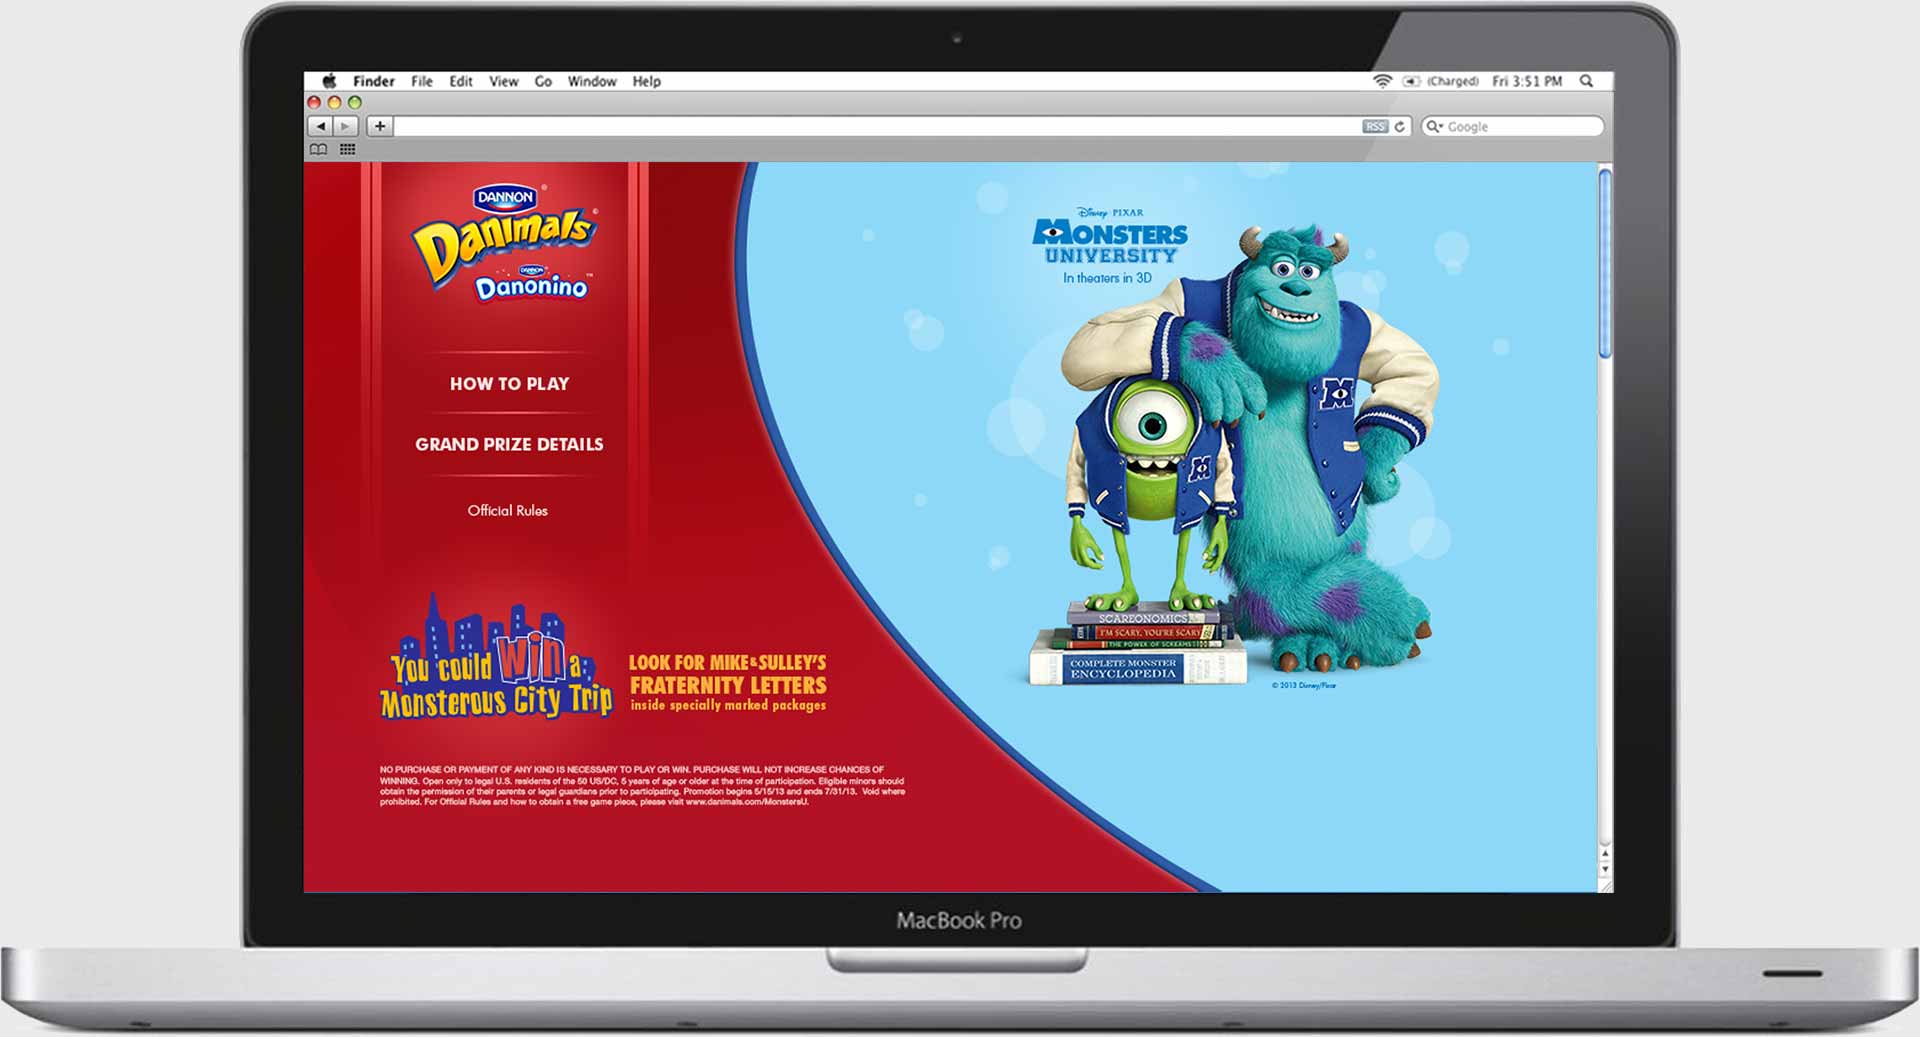 Finder File Edit View Go Window Help
(Charged) Fri 3:51 PM
RSS
Google
DANNON
Danimals
DANNON
Danonino
HOW TO PLAY
GRAND PRIZE DETAILS
Official Rules
You could Win a
Monsterous City Trip
LOOK FOR MIKE & SULLEY'S
FRATERNITY LETTERS
inside specially marked packages
NO PURCHASE OR PAYMENT OF ANY KIND IS NECESSARY TO PLAY OR WIN. PURCHASE WILL NOT INCREASE CHANCES OF
WINNING. Open only to legal U.S. residents of the 50 US/DC, 5 years of age or older at the time of participation. Eligible minors should
obtain the permission of their parents or legal guardians prior to participating. Promotion begins 5/15/13 and ends 7/31/13. Void where
prohibited. For Official Rules and how to obtain a free game piece, please visit www.danimals.com/MonstersU.
Disney PIXAR
MONSTERS
UNIVERSITY
In theaters in 3D
M
M
SCAREONOMICS
I'M SCARY, YOU'RE SCARY
THE POWER OF SCREAMS
COMPLETE MONSTER
ENCYCLOPEDIA
© 2013 Disney/Pixar
MacBook Pro